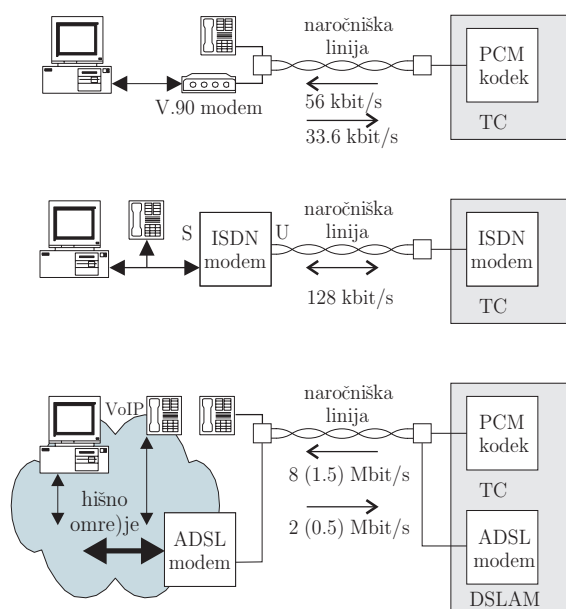 naročniška
linija
PCM
kodek
V.90 modem
56 kbit/s
33.6 kbit/s
TC
S
ISDN
modem
U
naročniška
linija
128 kbit/s
ISDN
modem
TC
VoIP
naročniška
linija
PCM
kodek
8 (1.5) Mbit/s
TC
hišno
omre)je
2 (0.5) Mbit/s
ADSL
modem
ADSL
modem
DSLAM